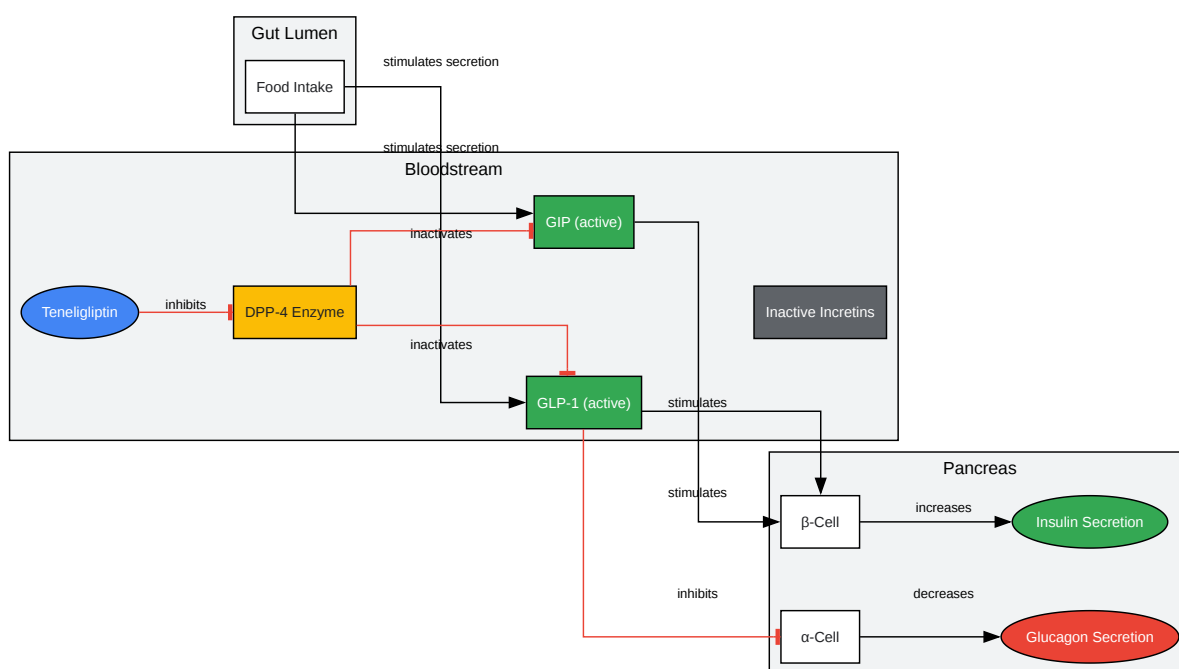 Gut Lumen
stimulates secretion
Food Intake
stimulates secretion
Bloodstream
GIP (active)
inactivates
Teneligliptin
inhibits
DPP-4 Enzyme
Inactive Incretins
inactivates
GLP-1 (active)
stimulates
Pancreas
stimulates
β-Cell
increases
Insulin Secretion
inhibits
decreases
α-Cell
Glucagon Secretion